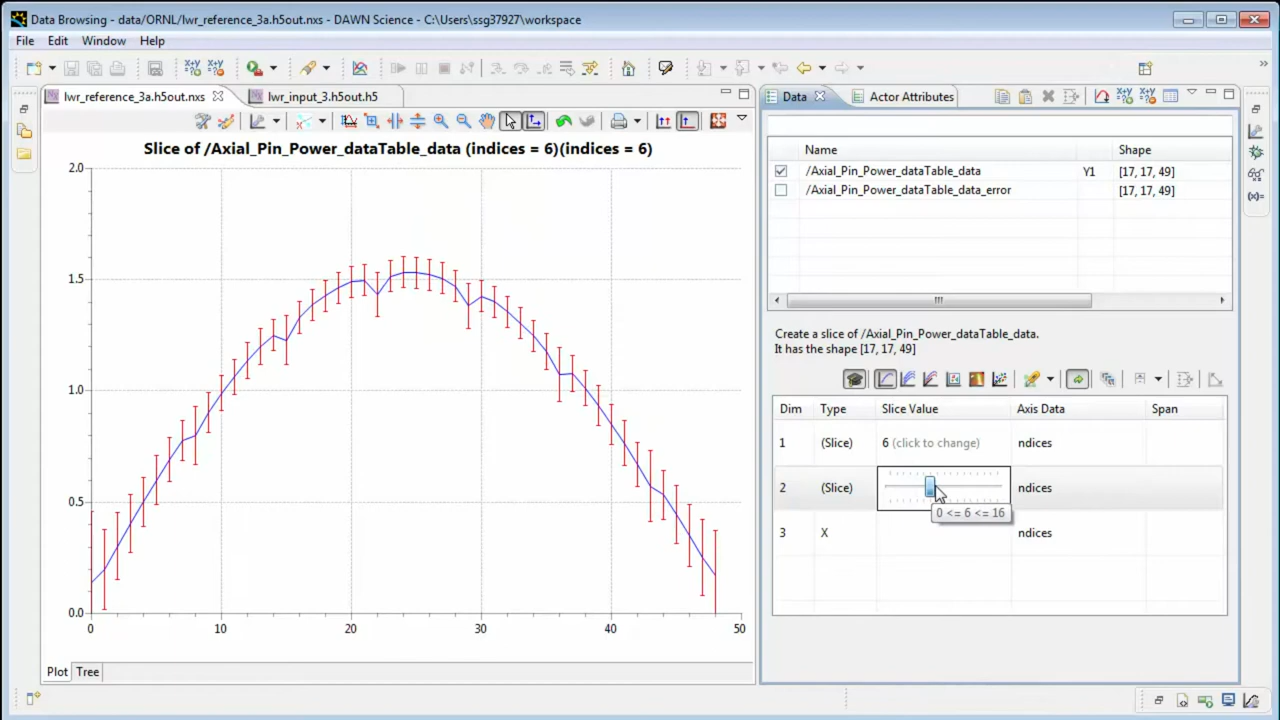 Data Browsing - data/ORNL/lwr_reference_3a.h5out.nxs - DAWN Science - C:\Users\ssg37927\workspace
File Edit Window Help
lwr_reference_3a.h5out.nxs lwr_input_3.h5out.h5
Slice of /Axial_Pin_Power_dataTable_data (indices = 6)(indices = 6)
2.0
1.5
1.0
0.5
0.0
0 10 20 30 40 50
Plot Tree
Data Actor Attributes
Name Shape
/Axial_Pin_Power_dataTable_data Y1 [17, 17, 49]
/Axial_Pin_Power_dataTable_data_error [17, 17, 49]
Create a slice of /Axial_Pin_Power_dataTable_data.
It has the shape [17, 17, 49]
Dim Type Slice Value Axis Data Span
1 (Slice) 6 (click to change) ndices
2 (Slice) ndices
0 <= 6 <= 16
3 X ndices